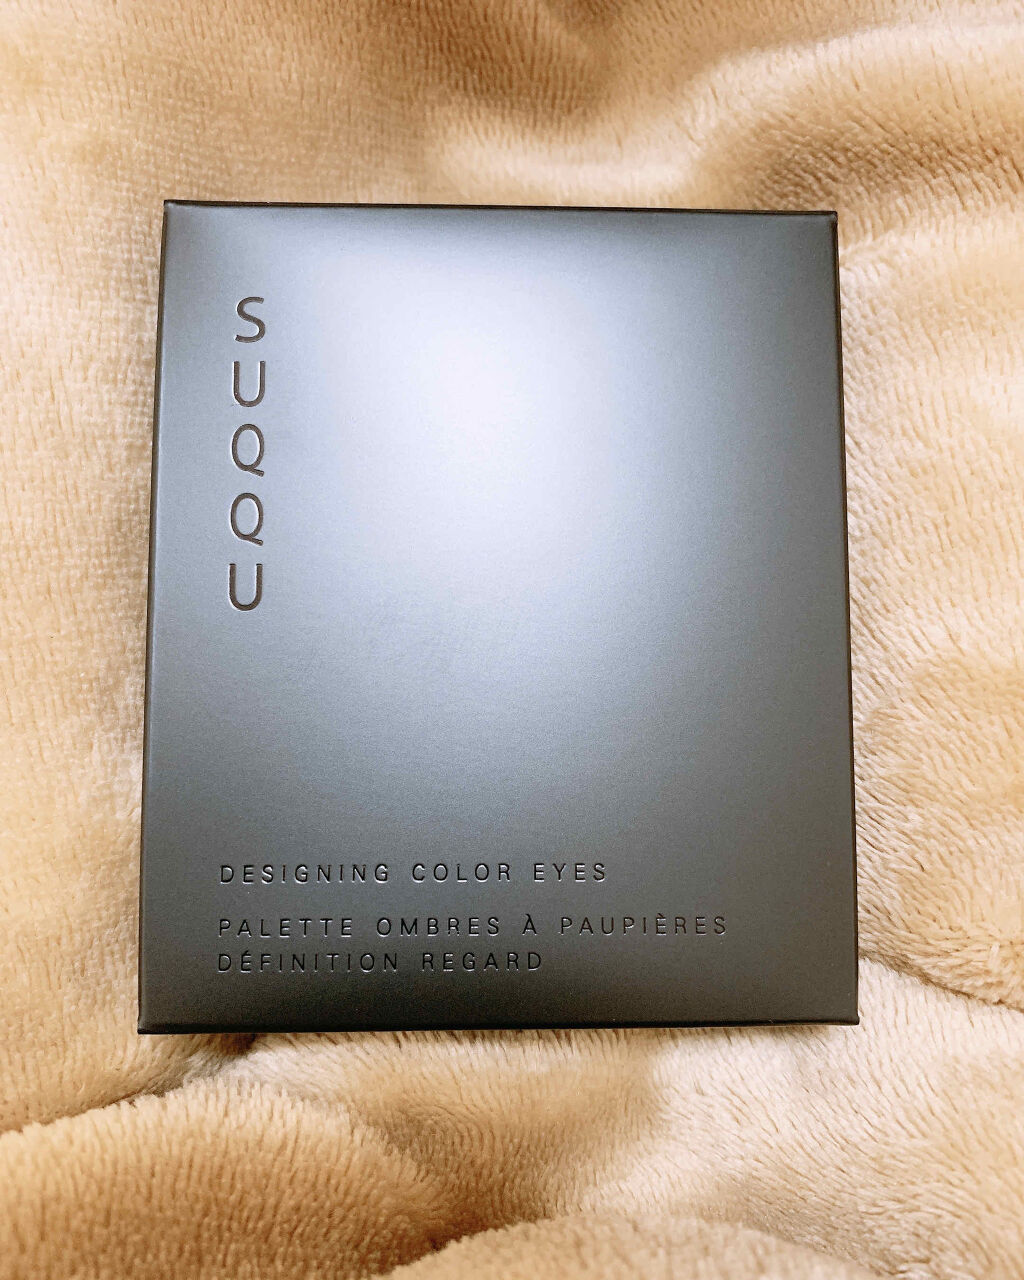 SUQQU
DESIGNING COLOR EYES
PALETTE OMBRES À PAUPIÈRES
DÉFINITION REGARD